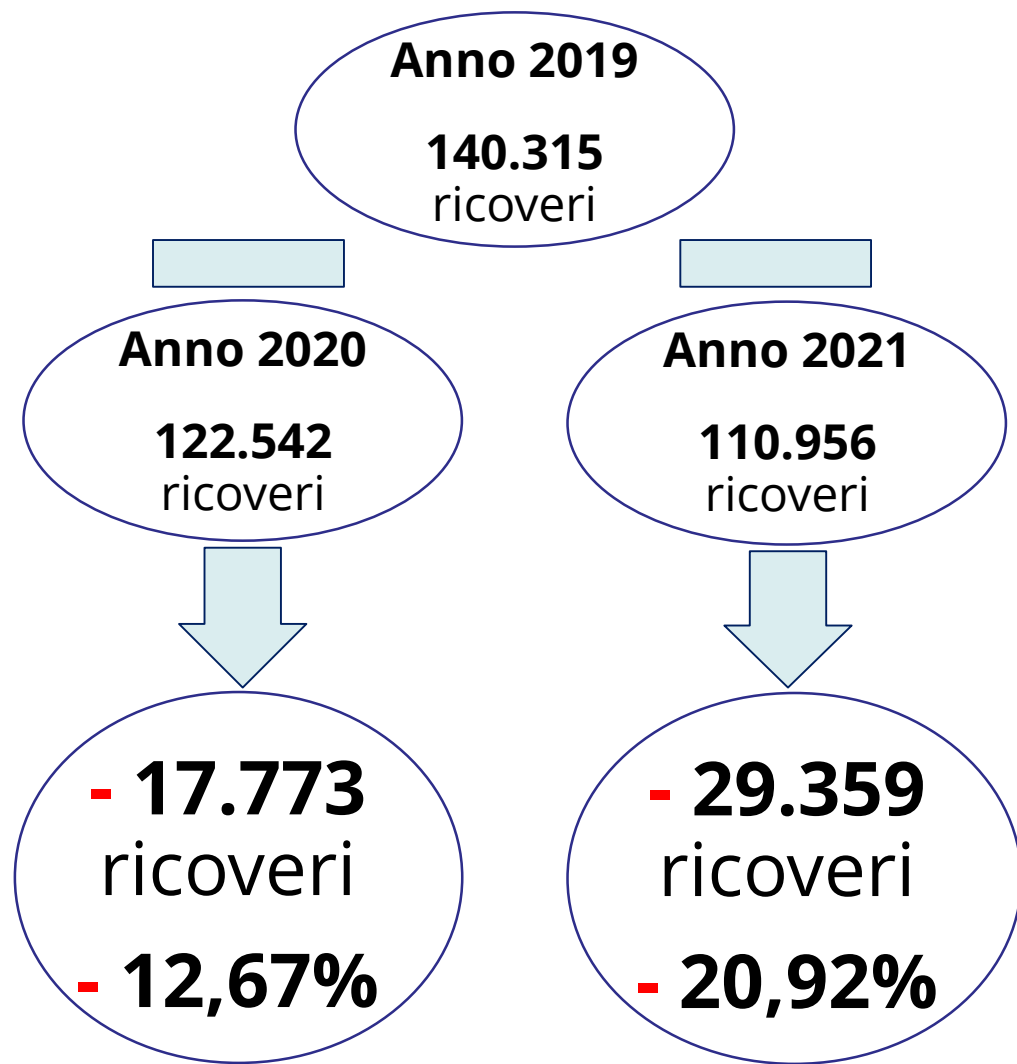 Anno 2019
140.315
ricoveri
Anno 2020
122.542
ricoveri
Anno 2021
110.956
ricoveri
- 17.773
ricoveri
- 12,67%
- 29.359
ricoveri
- 20,92%